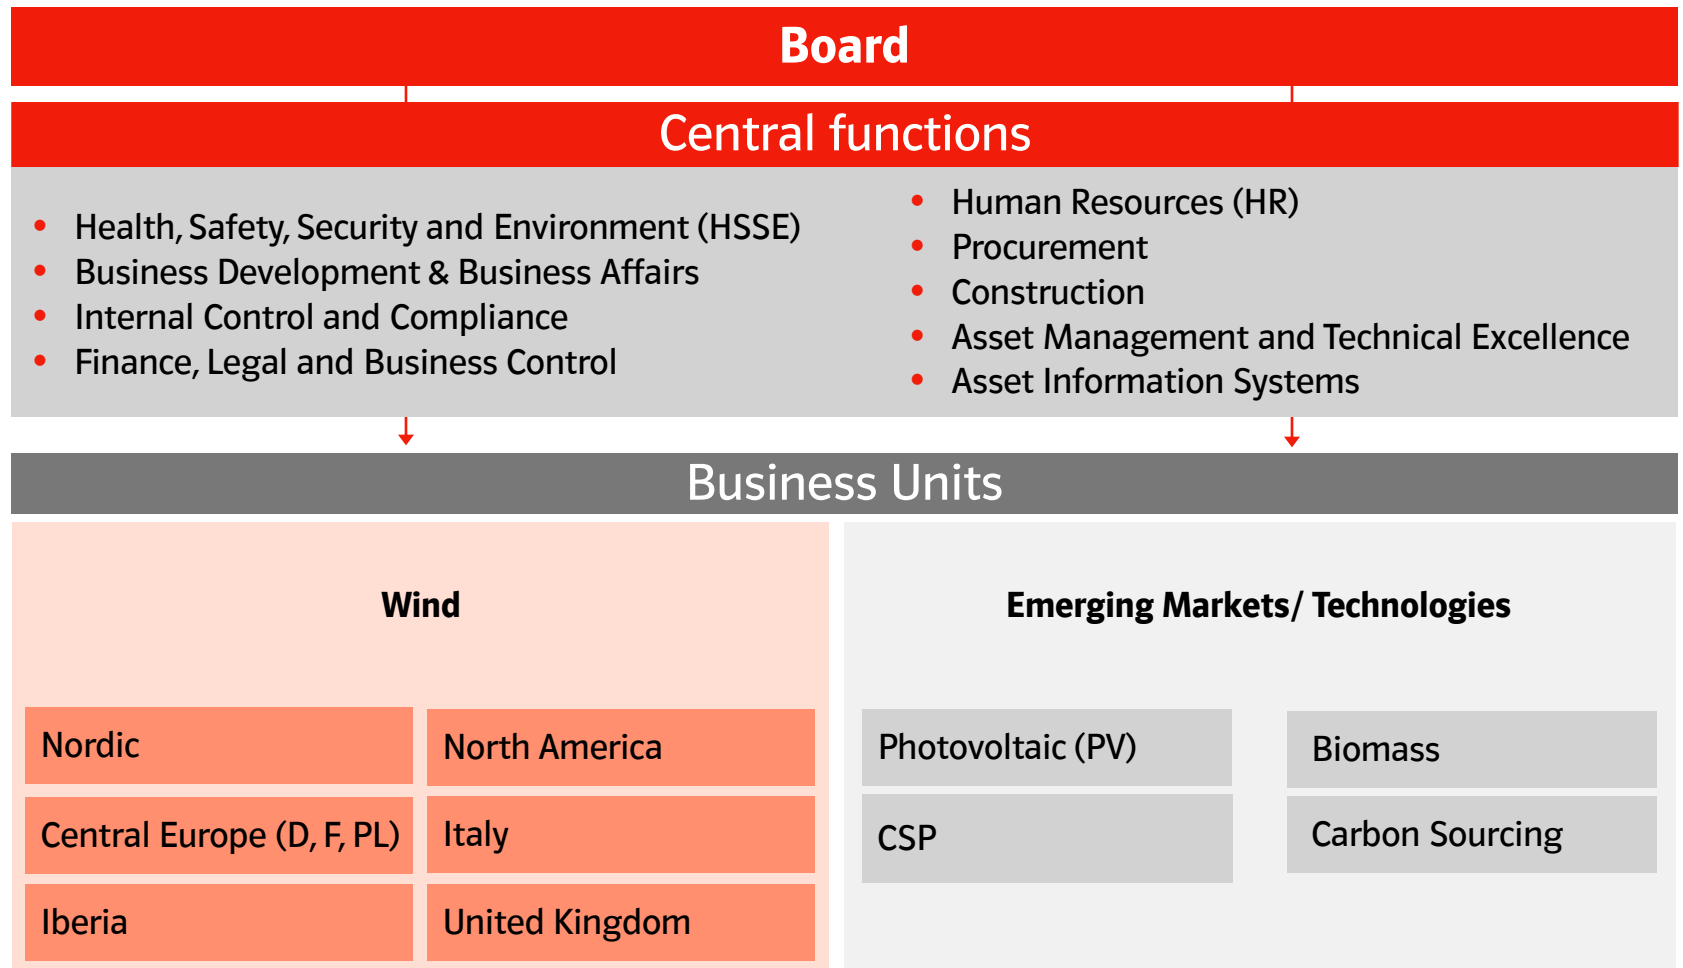 Board
Central functions
• Health, Safety, Security and Environment (HSSE)
• Business Development & Business Affairs
• Internal Control and Compliance
• Finance, Legal and Business Control
• Human Resources (HR)
• Procurement
• Construction
• Asset Management and Technical Excellence
• Asset Information Systems
Business Units
Wind
Nordic
North America
Central Europe (D, F, PL)
Italy
Iberia
United Kingdom
Emerging Markets/ Technologies
Photovoltaic (PV)
Biomass
CSP
Carbon Sourcing